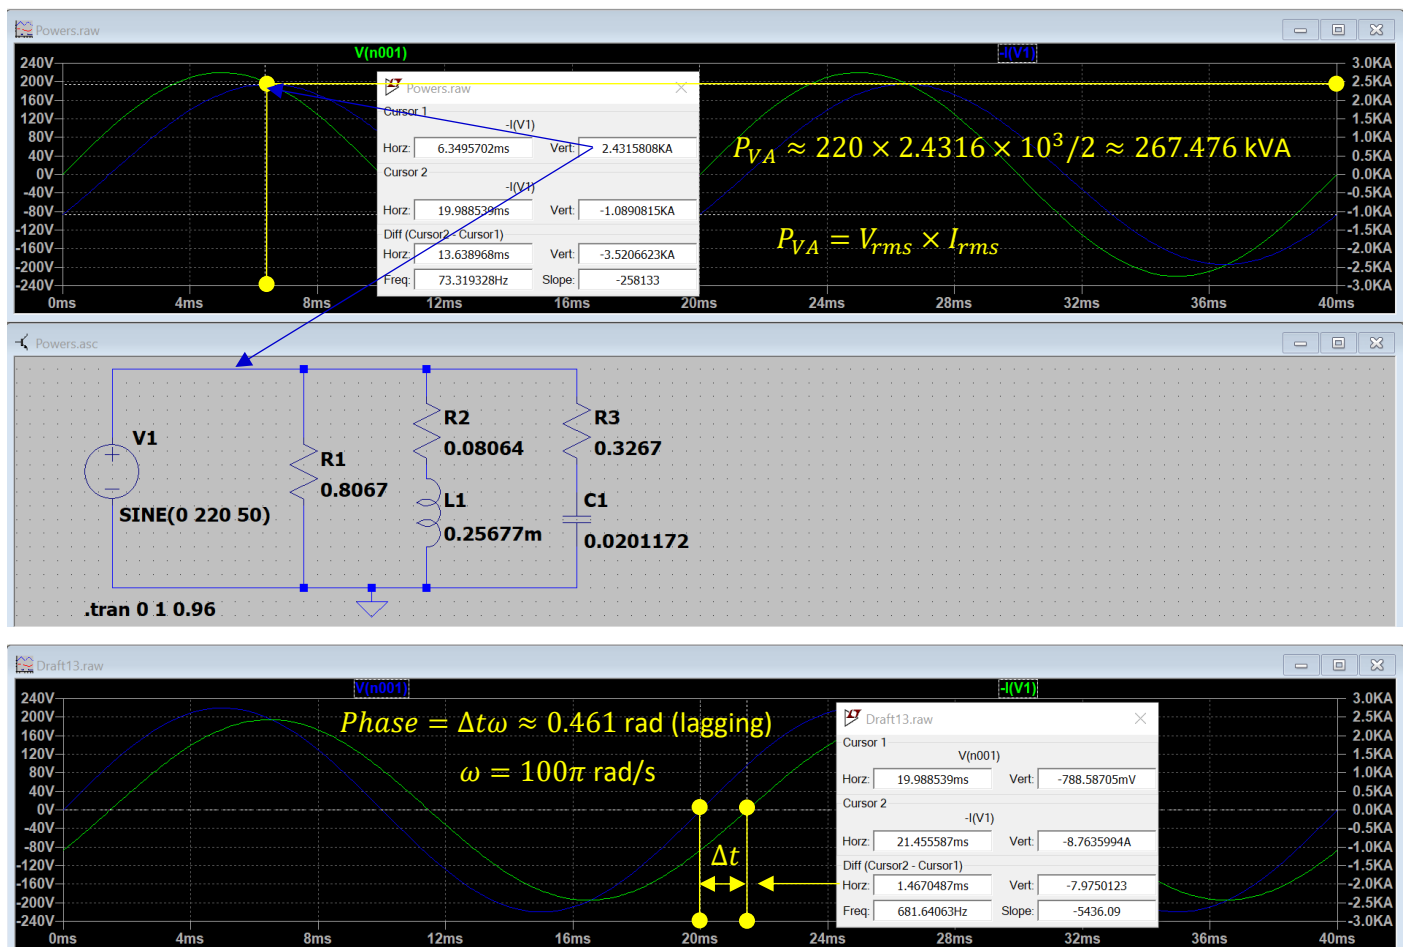 Powers.raw
V(n001)
-I(V1)
240V
200V
160V
120V
80V
40V
0V
-40V
-80V
-120V
-160V
-200V
-240V
3.0KA
2.5KA
2.0KA
1.5KA
1.0KA
0.5KA
0.0KA
-0.5KA
-1.0KA
-1.5KA
-2.0KA
-2.5KA
-3.0KA
0ms 4ms 8ms 12ms 16ms 20ms 24ms 28ms 32ms 36ms 40ms
Powers.raw
Cursor 1
-I(V1)
Horz: 6.3495702ms Vert: 2.4315808KA
Cursor 2
-I(V1)
Horz: 19.988539ms Vert: -1.0890815KA
Diff (Cursor2 - Cursor1)
Horz: 13.638968ms Vert: -3.5206623KA
Freq: 73.319328Hz Slope: -258133
P_{VA} ≈ 220 × 2.4316 × 10^3/2 ≈ 267.476 kVA
P_{VA} = V_{rms} × I_{rms}
Powers.asc
V1
SINE(0 220 50)
R1
0.8067
R2
0.08064
L1
0.25677m
R3
0.3267
C1
0.0201172
.tran 0 1 0.96
Draft13.raw
V(n001)
-I(V1)
240V
200V
160V
120V
80V
40V
0V
-40V
-80V
-120V
-160V
-200V
-240V
3.0KA
2.5KA
2.0KA
1.5KA
1.0KA
0.5KA
0.0KA
-0.5KA
-1.0KA
-1.5KA
-2.0KA
-2.5KA
-3.0KA
0ms 4ms 8ms 12ms 16ms 20ms 24ms 28ms 32ms 36ms 40ms
Phase = Δtω ≈ 0.461 rad (lagging)
ω = 100π rad/s
Δt
Draft13.raw
Cursor 1
V(n001)
Horz: 19.988539ms Vert: -788.58705mV
Cursor 2
-I(V1)
Horz: 21.455587ms Vert: -8.7635994A
Diff (Cursor2 - Cursor1)
Horz: 1.4670487ms Vert: -7.9750123
Freq: 681.64063Hz Slope: -5436.09